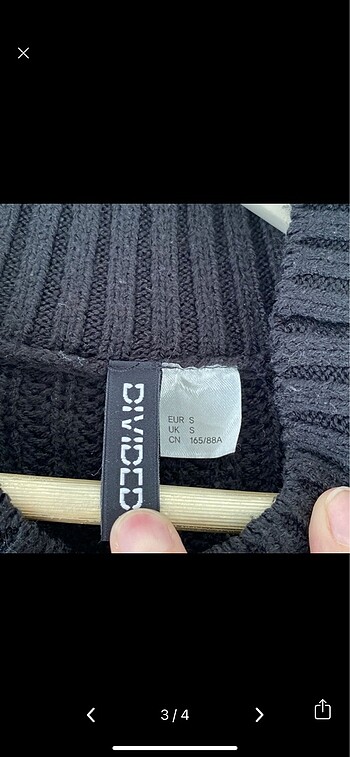 DIVIDED
EUR S
UK S
CN 165/88A
3/4